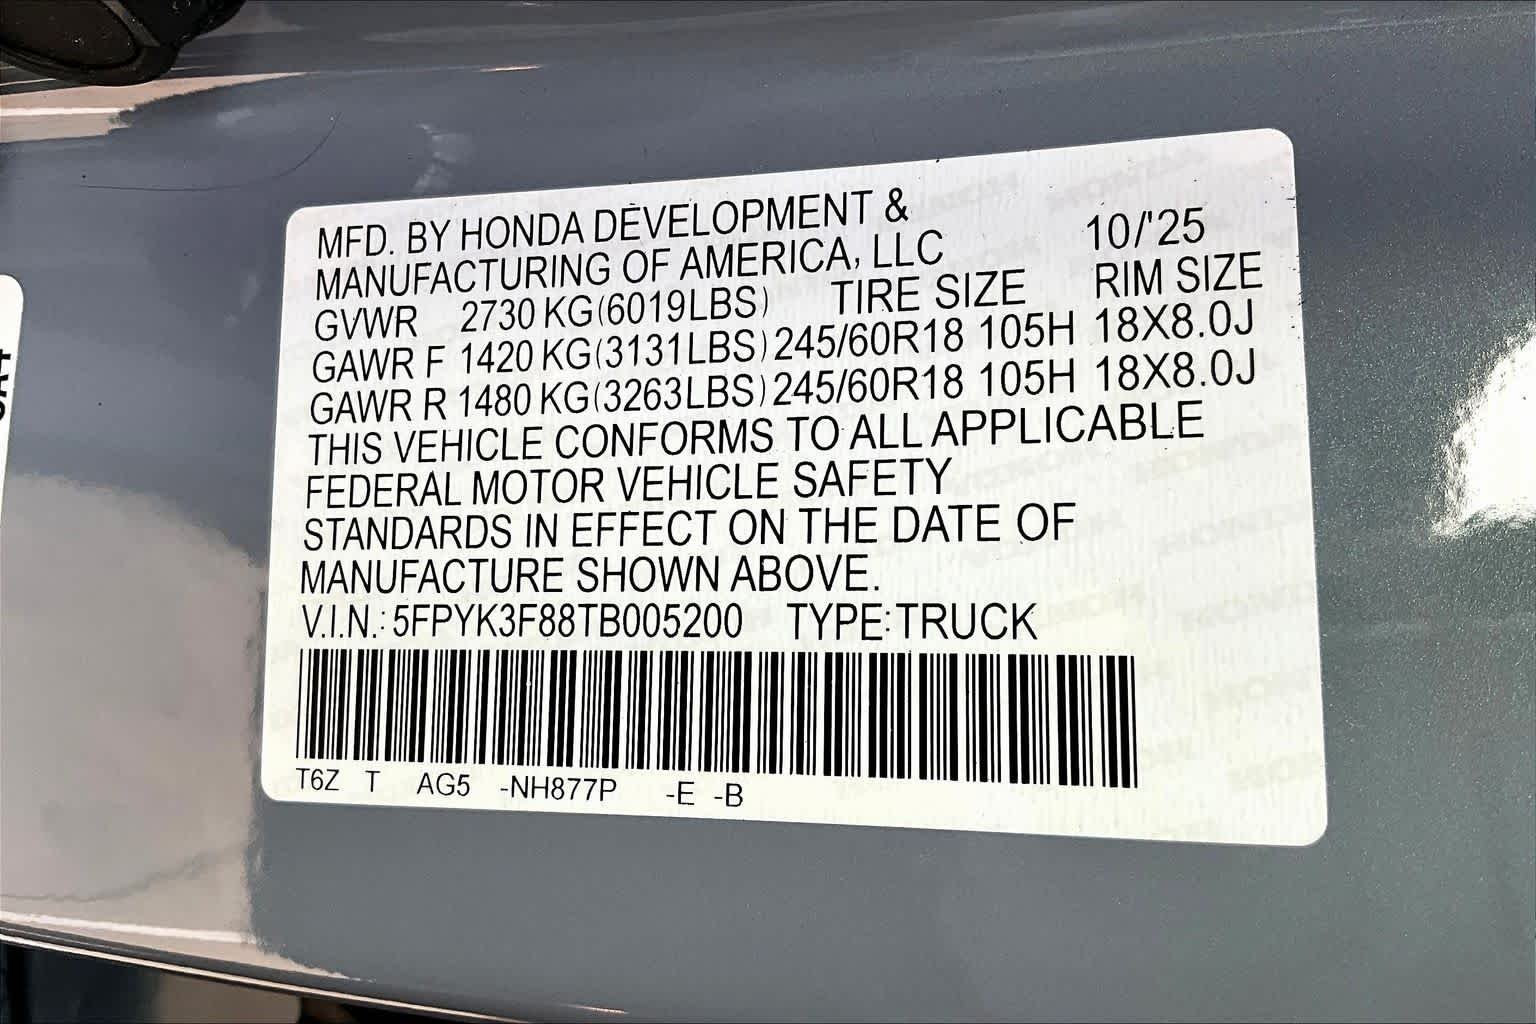 MFD. BY HONDA DEVELOPMENT &
MANUFACTURING OF AMERICA, LLC 10/'25
GVWR 2730 KG(6019LBS) TIRE SIZE RIM SIZE
GAWR F 1420 KG(3131LBS) 245/60R18 105H 18X8.0J
GAWR R 1480 KG(3263LBS) 245/60R18 105H 18X8.0J
THIS VEHICLE CONFORMS TO ALL APPLICABLE
FEDERAL MOTOR VEHICLE SAFETY
STANDARDS IN EFFECT ON THE DATE OF
MANUFACTURE SHOWN ABOVE.
V.I.N.: 5FPYK3F88TB005200 TYPE: TRUCK
T6Z T AG5 -NH877P -E -B